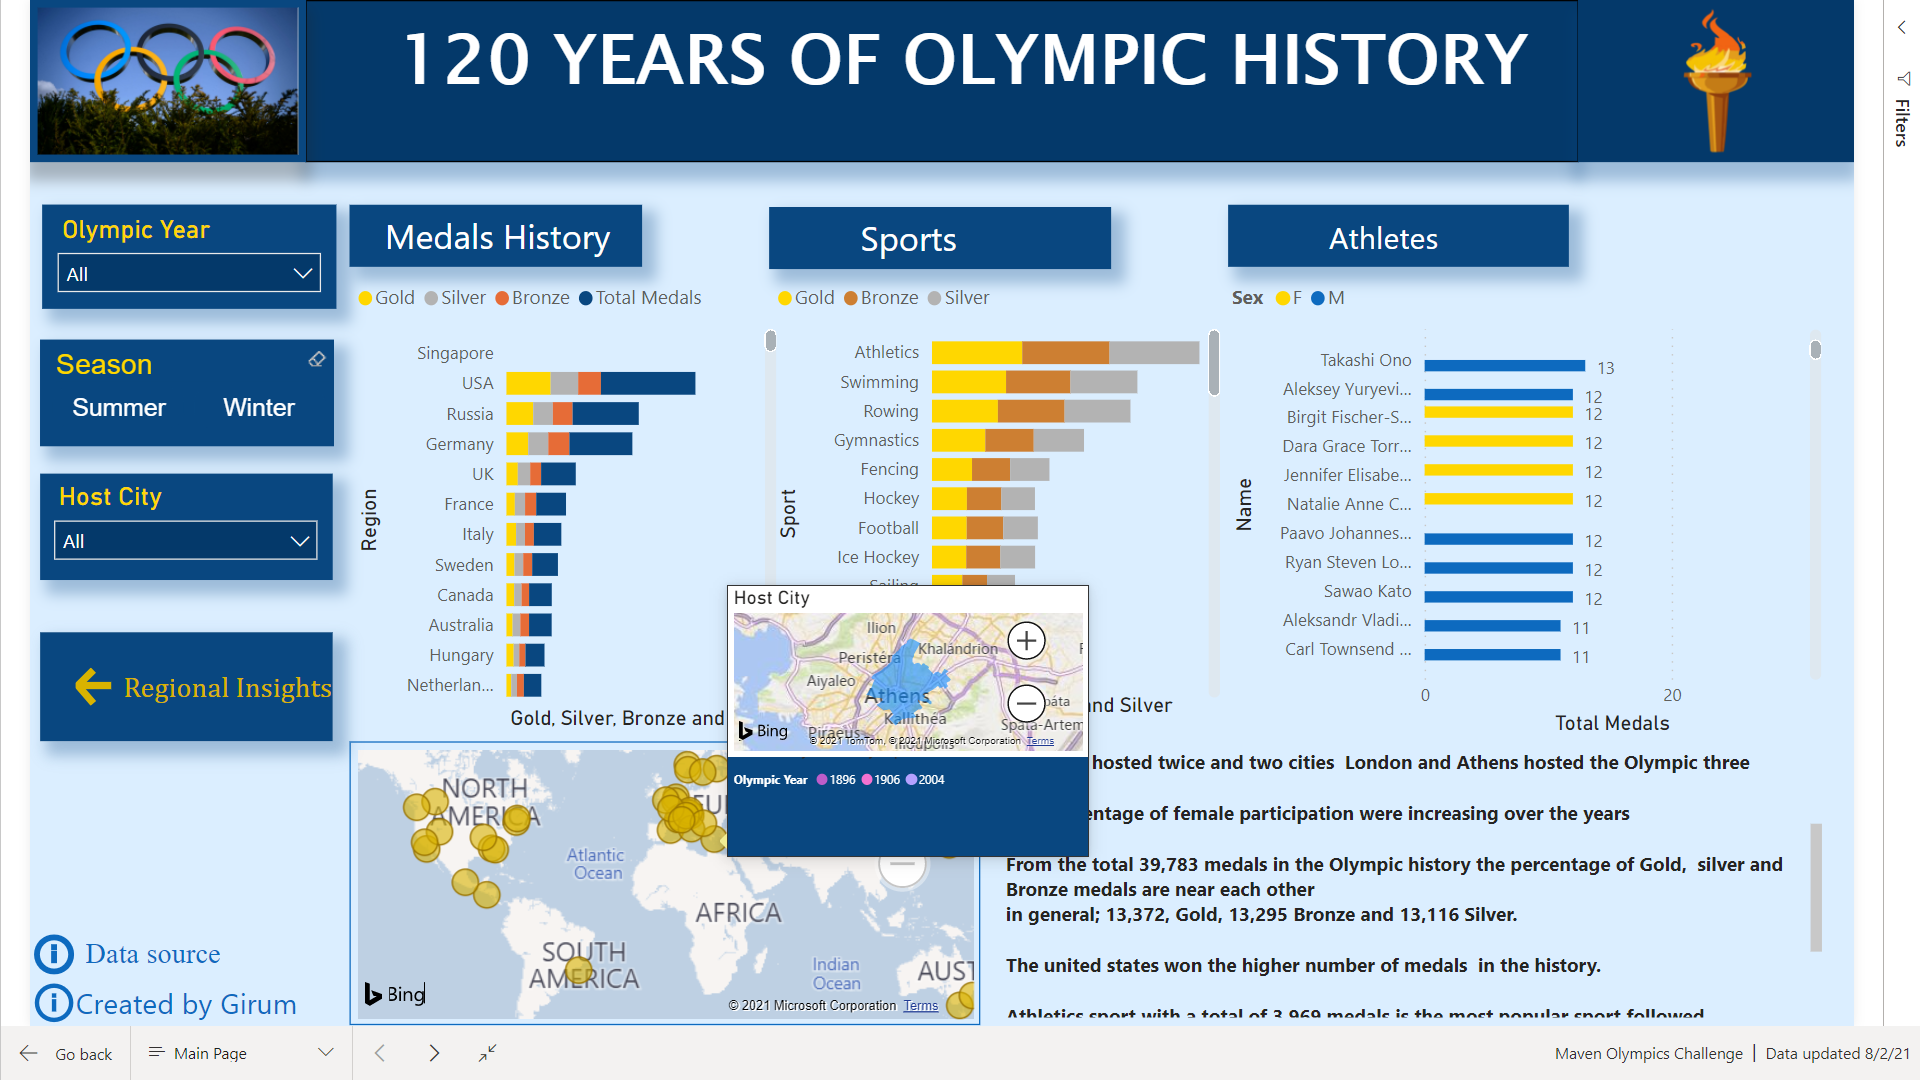 120 YEARS OF OLYMPIC HISTORY
Filters
Olympic Year
All
Season
Summer Winter
Host City
All
Regional Insights
Data source
Created by Girum
Medals History
Gold Silver Bronze Total Medals
Region
Singapore
USA
Russia
Germany
UK
France
Italy
Sweden
Canada
Australia
Hungary
Netherlan...
Gold, Silver, Bronze and
Sports
Gold Bronze Silver
Sport
Athletics
Swimming
Rowing
Gymnastics
Fencing
Hockey
Football
Ice Hockey
Sailing
nd Silver
Athletes
Sex F M
Name
Takashi Ono 13
Aleksey Yuryevi... 12
Birgit Fischer-S... 12
Dara Grace Torr... 12
Jennifer Elisabe... 12
Natalie Anne C... 12
Paavo Johannes... 12
Ryan Steven Lo... 12
Sawao Kato 12
Aleksandr Vladi... 11
Carl Townsend ... 11
0 20
Total Medals
Host City
Ilion
Khalándrion
Peristéra
Aiyaleo
Athens
Kallithéa
páta
Spáta-Artem
Piraeus
Ilioúpolis
Bing
© 2021 TomTom, © 2021 Microsoft Corporation Terms
Olympic Year 1896 1906 2004
NORTH
AMERICA
EU
Atlantic
Ocean
AFRICA
SOUTH
AMERICA
Indian
Ocean
AUST
Bing
© 2021 Microsoft Corporation Terms
hosted twice and two cities London and Athens hosted the Olympic three
entage of female participation were increasing over the years
From the total 39,783 medals in the Olympic history the percentage of Gold, silver and
Bronze medals are near each other
in general; 13,372, Gold, 13,295 Bronze and 13,116 Silver.
The united states won the higher number of medals in the history.
Athletics sport with a total of 3,969 medals is the most popular sport followed
Go back
Main Page
Maven Olympics Challenge | Data updated 8/2/21